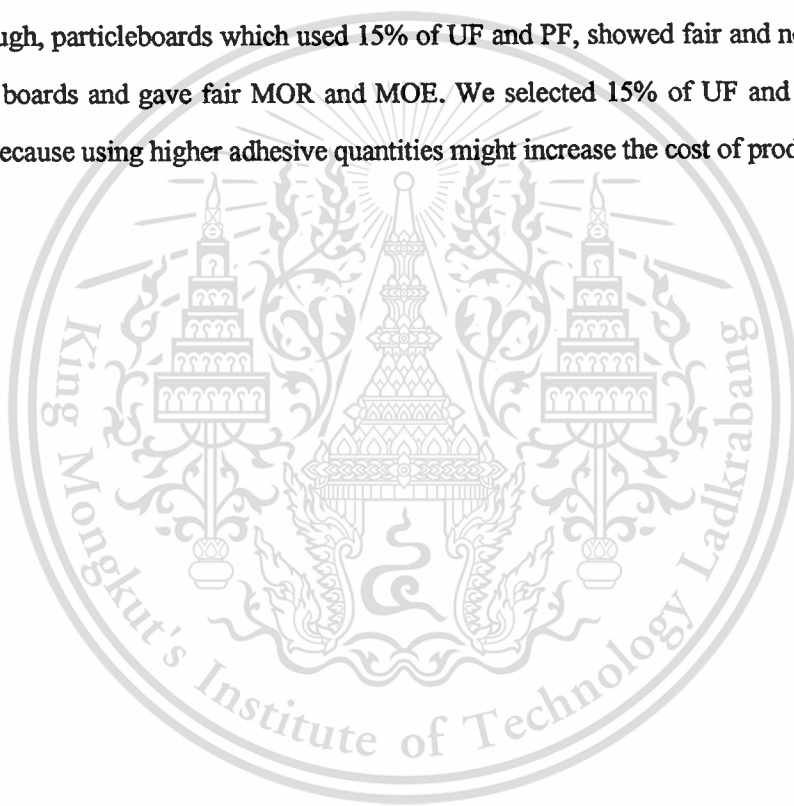 ugh, particleboards which used 15% of UF and PF, showed fair and n
boards and gave fair MOR and MOE. We selected 15% of UF and
ecause using higher adhesive quantities might increase the cost of prod
King Mongkut's Institute of Technology Ladkrabang